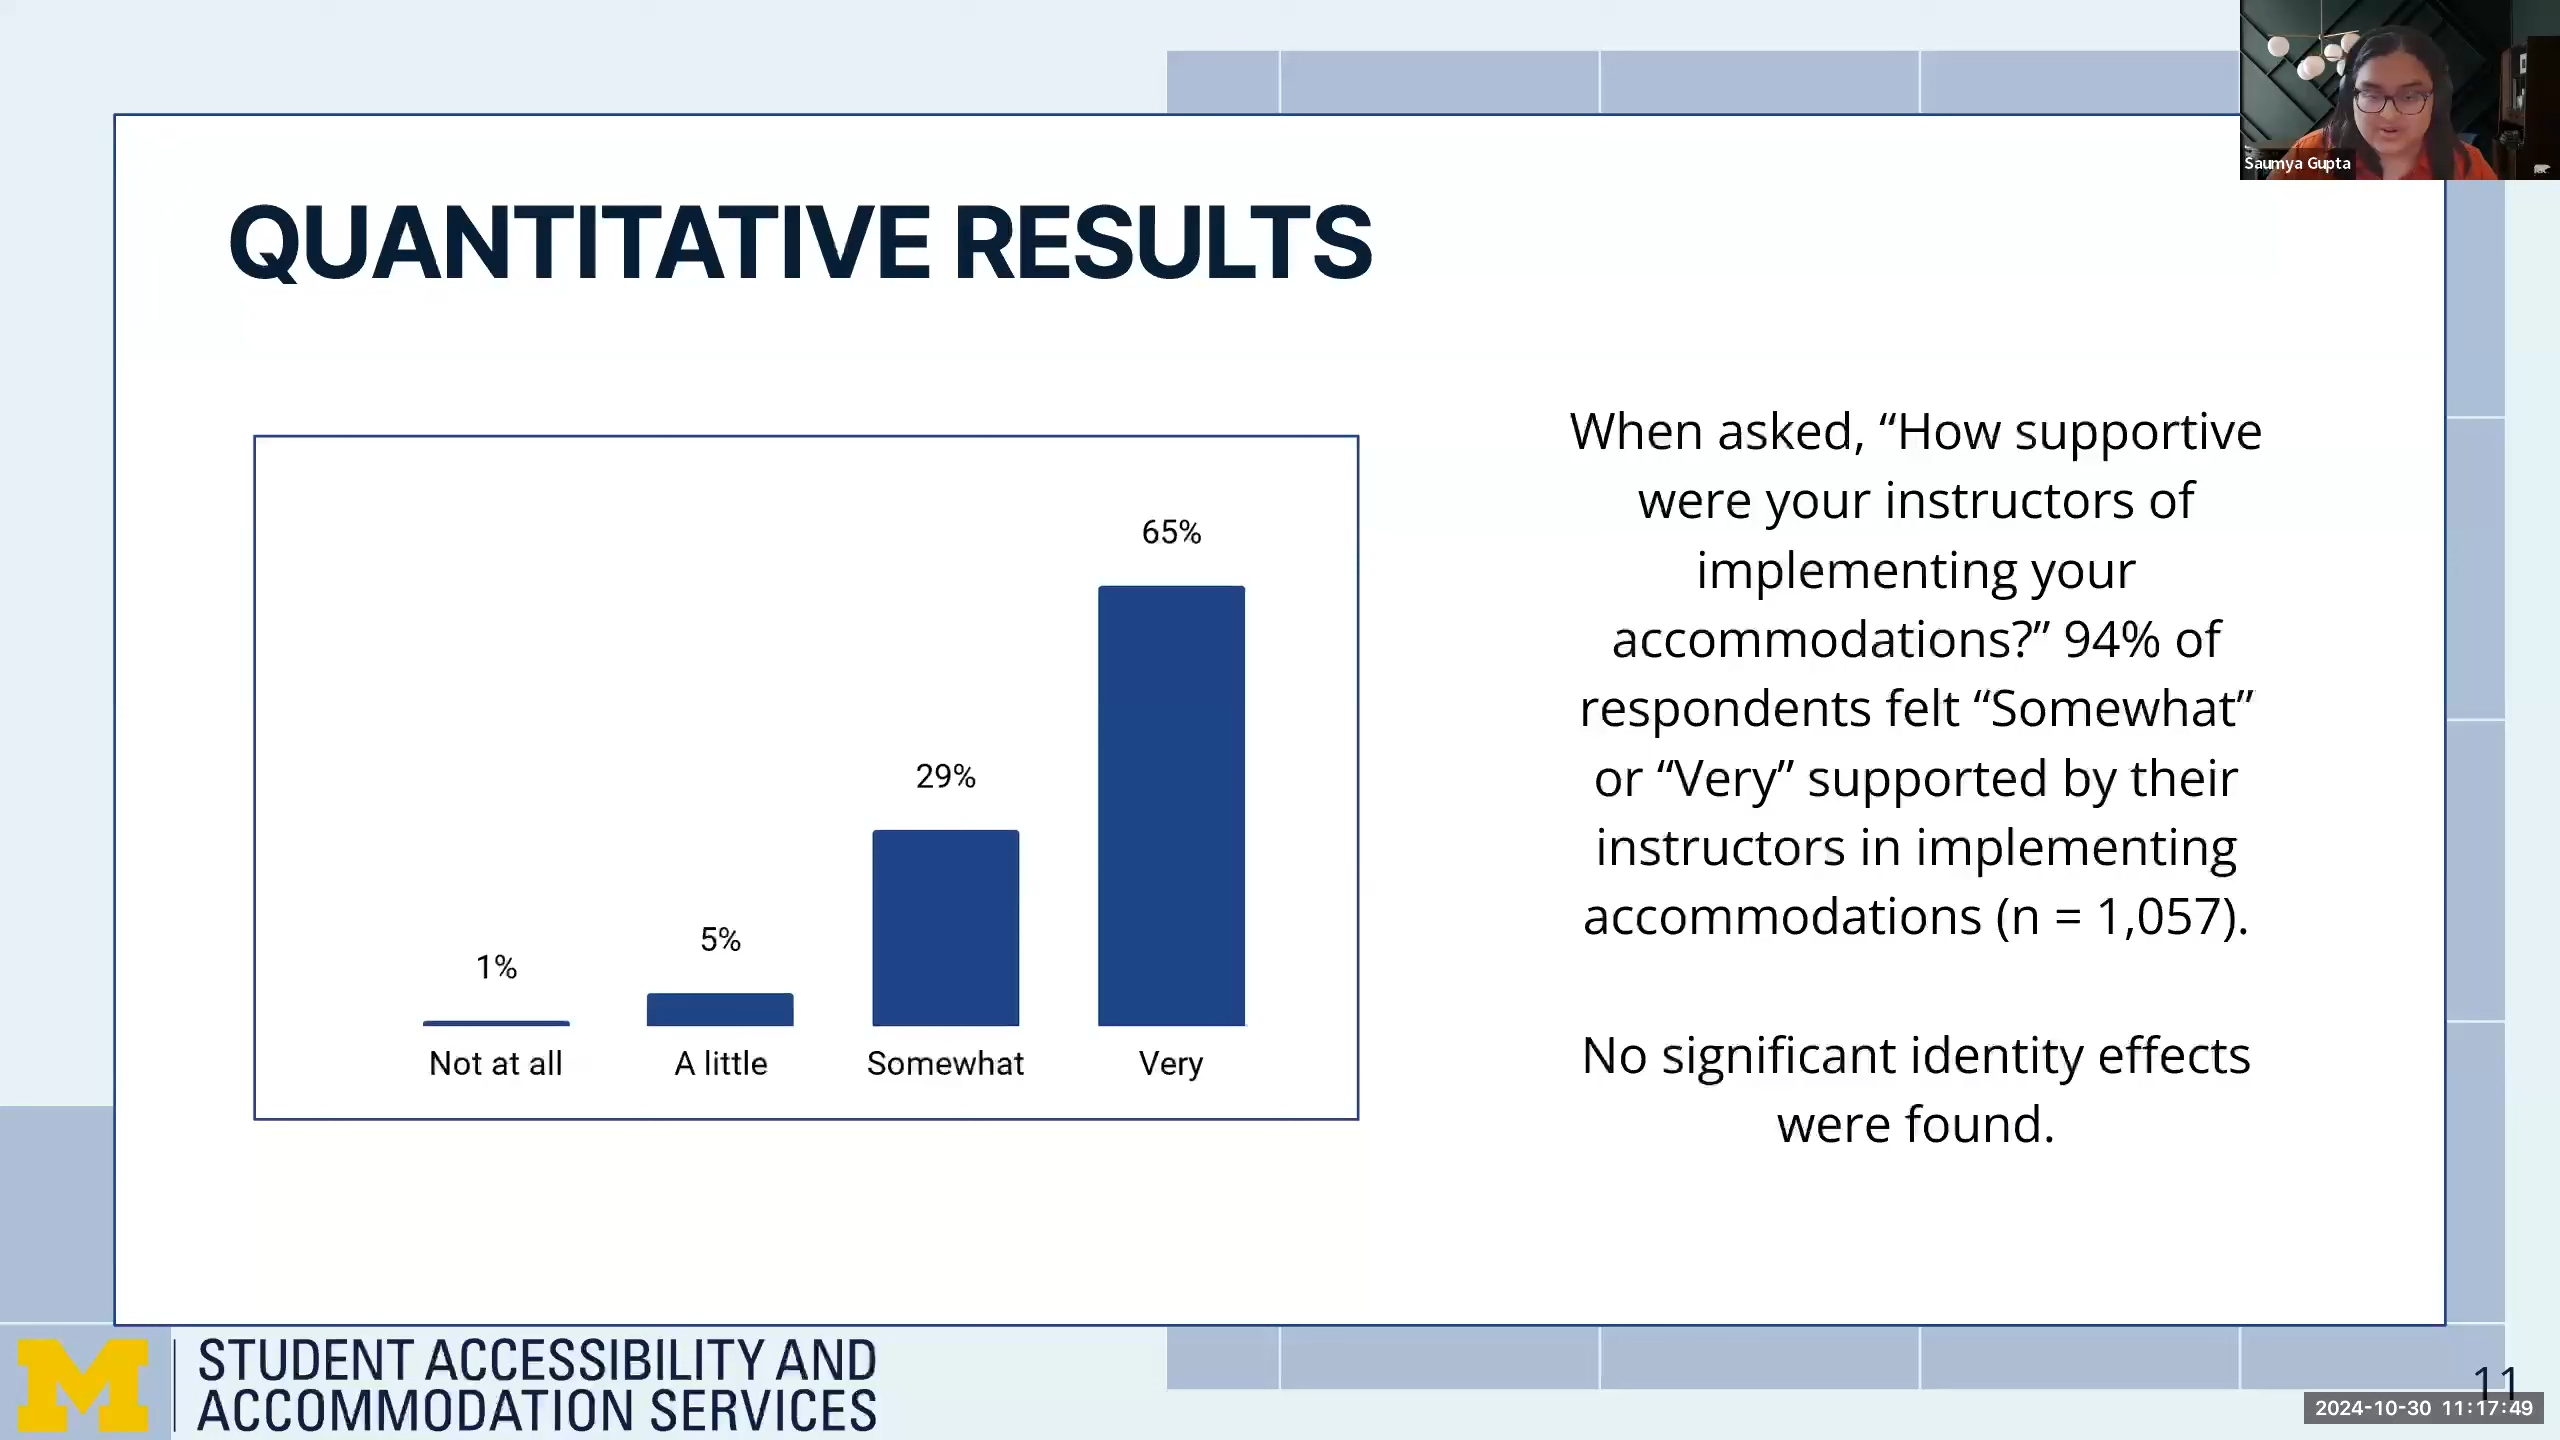 Saumya Gupta
QUANTITATIVE RESULTS
65%
29%
5%
1%
Not at all
A little
Somewhat
Very
When asked, “How supportive
were your instructors of
implementing your
accommodations?” 94% of
respondents felt “Somewhat”
or “Very” supported by their
instructors in implementing
accommodations (n = 1,057).
No significant identity effects
were found.
M
STUDENT ACCESSIBILITY AND
ACCOMMODATION SERVICES
11
2024-10-30 11:17:49